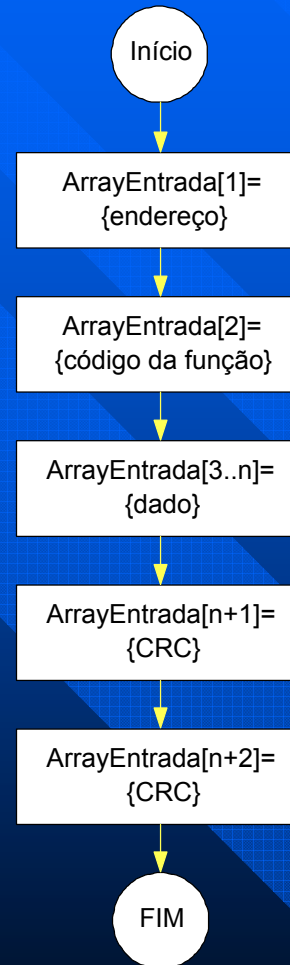 Início
ArrayEntrada[1]=
{endereço}
ArrayEntrada[2]=
{código da função}
ArrayEntrada[3..n]=
{dado}
ArrayEntrada[n+1]=
{CRC}
ArrayEntrada[n+2]=
{CRC}
FIM